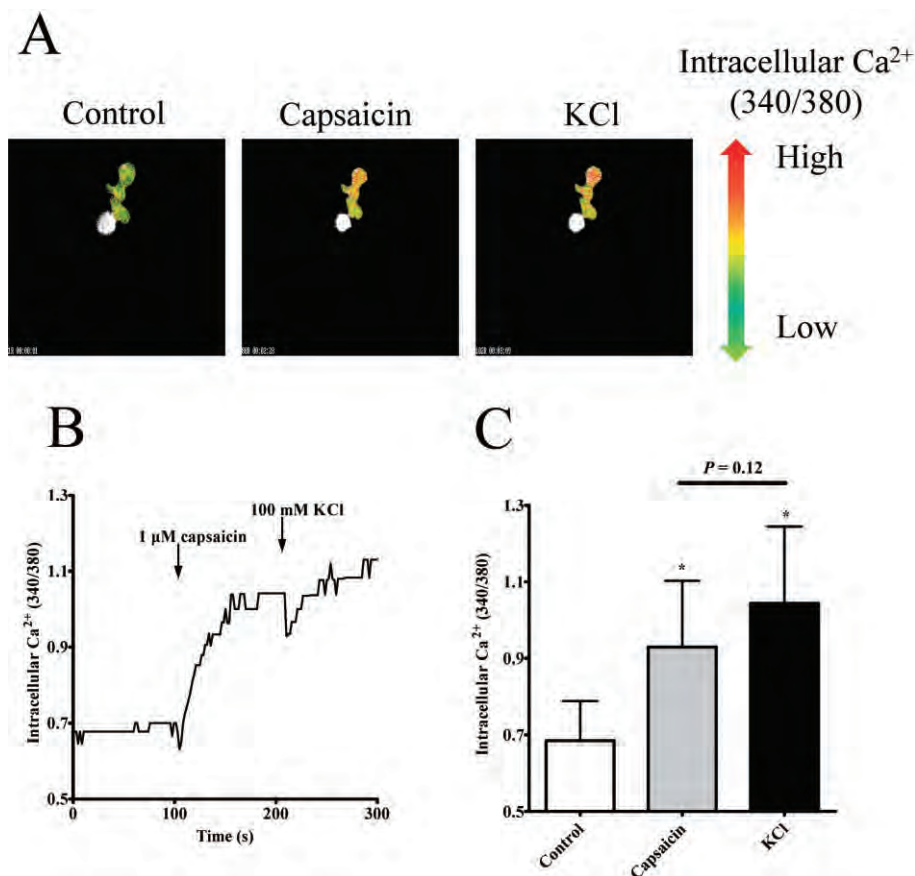 A
Control
Capsaicin
KCl
Intracellular Ca²⁺
(340/380)
High
Low
B
Intracellular Ca²⁺ (340/380)
1.3
1.1
0.9
0.7
0.5
1 µM capsaicin
100 mM KCl
0
100
200
300
Time (s)
C
Intracellular Ca²⁺ (340/380)
1.3
1.1
0.9
0.7
0.5
P = 0.12
*
*
Control
Capsaicin
KCl